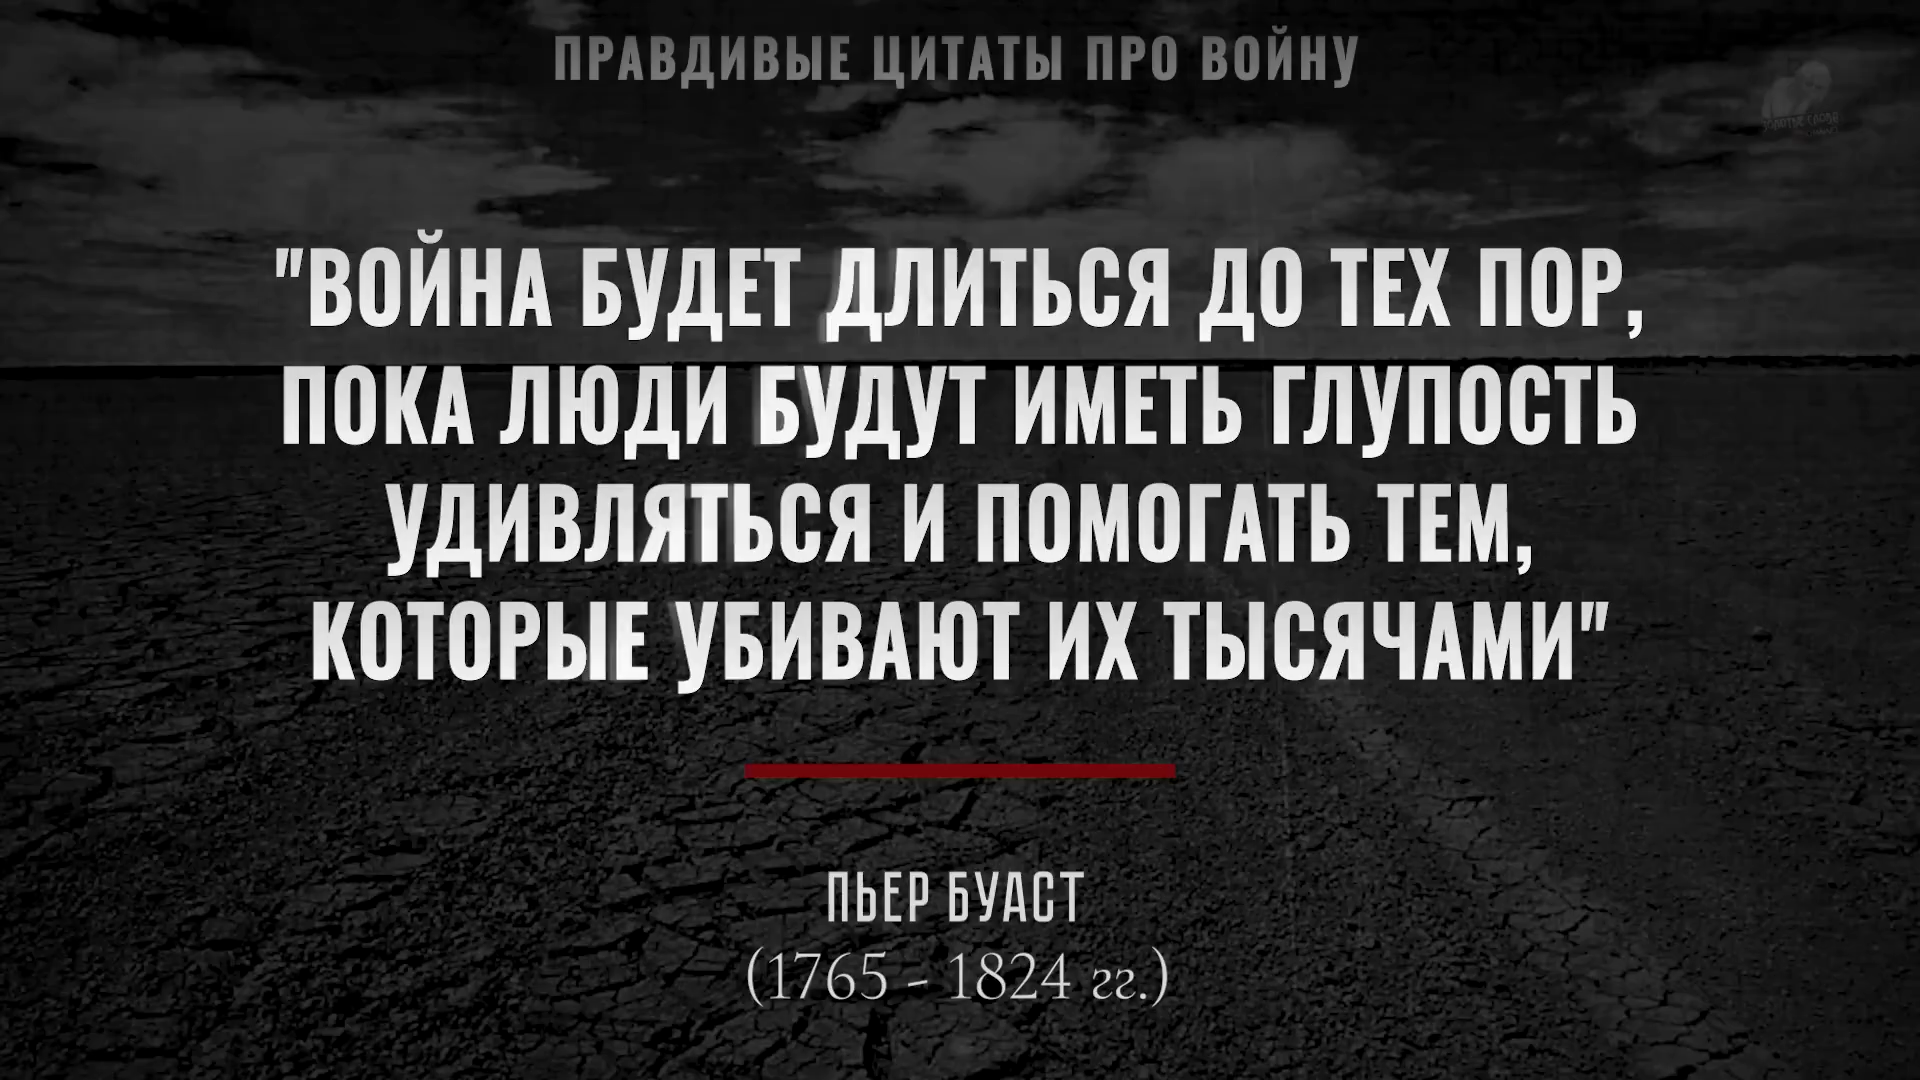 ПРАВДИВЫЕ ЦИТАТЫ ПРО ВОЙНУ
"ВОЙНА БУДЕТ ДЛИТЬСЯ ДО ТЕХ ПОР,
ПОКА ЛЮДИ БУДУТ ИМЕТЬ ГЛУПОСТЬ
УДИВЛЯТЬСЯ И ПОМОГАТЬ ТЕМ,
КОТОРЫЕ УБИВАЮТ ИХ ТЫСЯЧАМИ"
ПЬЕР БУАСТ
(1765 - 1824 гг.)